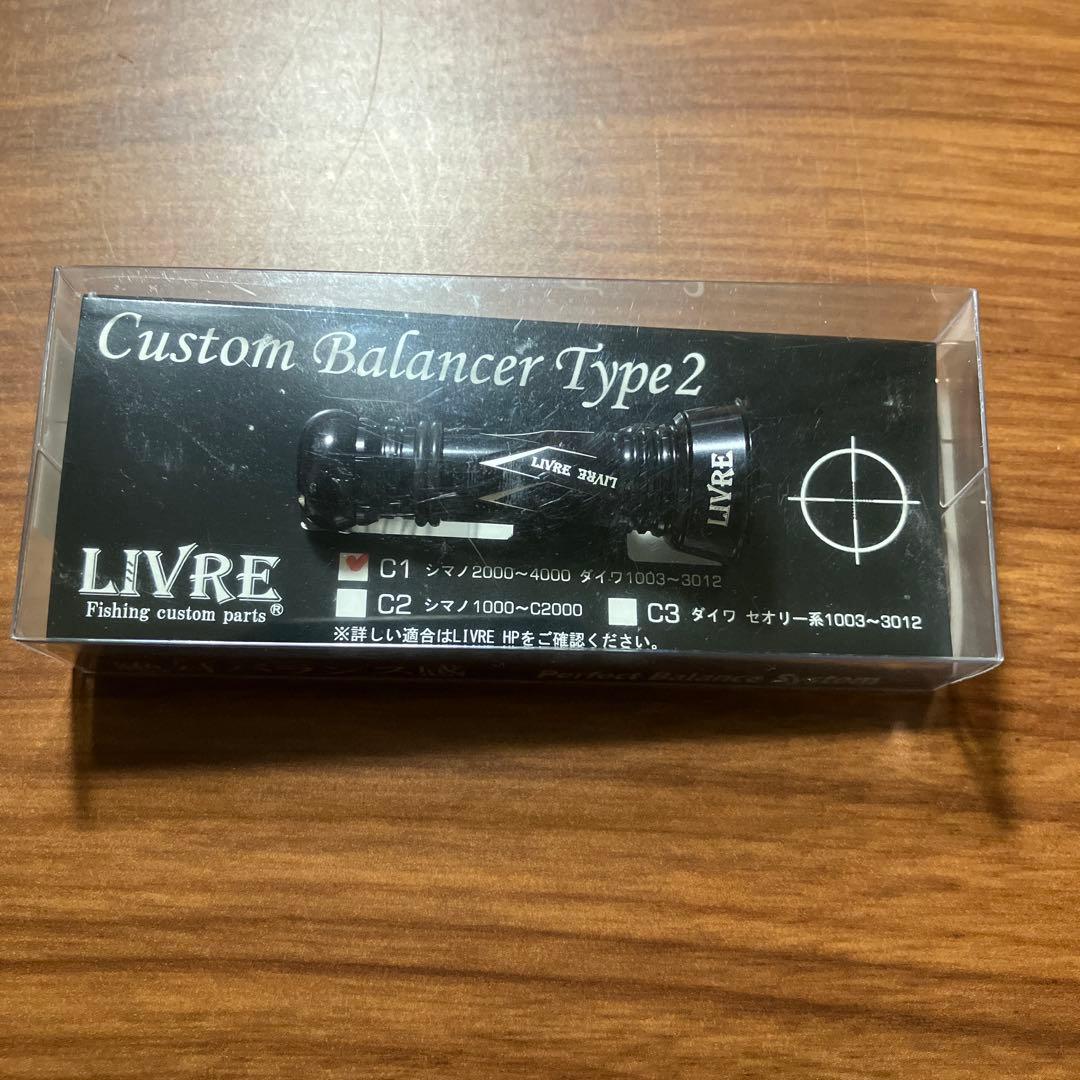 Custom Balancer Type2
LIVRE LIVRE
LIVRE
LIVRE
Fishing custom parts®
C1 シマノ2000~4000 ダイワ1003~3012
C2 シマノ1000~C2000
C3 ダイワ セオリー系1003~3012
※詳しい適合はLIVRE HPをご確認ください。
Perfect Balance System